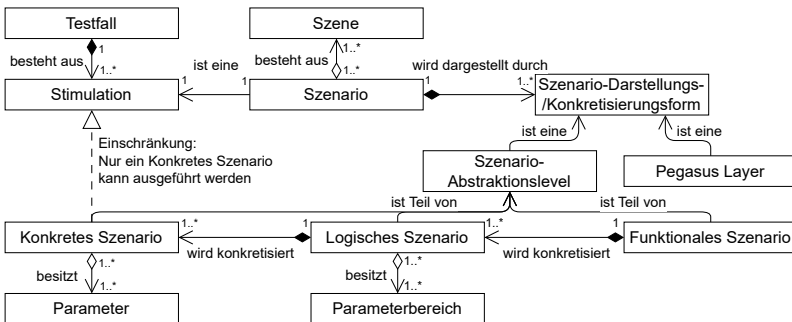 Testfall
Szene
1
besteht aus
1..*
ist eine
besteht aus
1..*
1..*
wird dargestellt durch
Stimulation
1
1
Szenario
1
1..*
Szenario-Darstellungs-
/Konkretisierungsform
Einschränkung:
Nur ein Konkretes Szenario
kann ausgeführt werden
ist eine
ist eine
Szenario-
Abstraktionslevel
Pegasus Layer
ist Teil von
ist Teil von
Konkretes Szenario
1..*
1
Logisches Szenario
1..*
1
Funktionales Szenario
wird konkretisiert
wird konkretisiert
besitzt
1..*
1..*
besitzt
1..*
1..*
Parameter
Parameterbereich